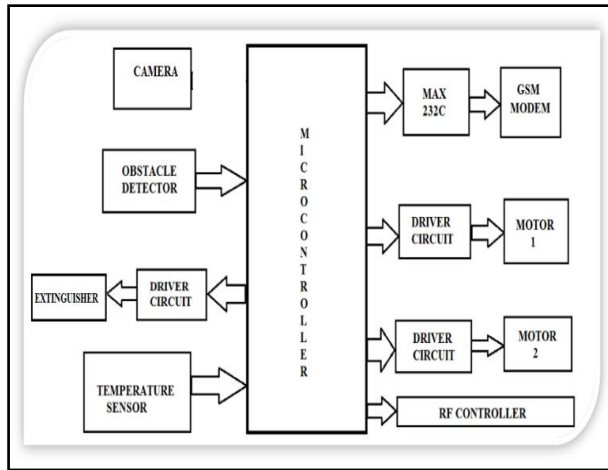 CAMERA
OBSTACLE
DETECTOR
EXTINGUISHER
DRIVER
CIRCUIT
TEMPERATURE
SENSOR
MICROCONTROLLER
MAX
232C
GSM
MODEM
DRIVER
CIRCUIT
MOTOR
1
DRIVER
CIRCUIT
MOTOR
2
RF CONTROLLER